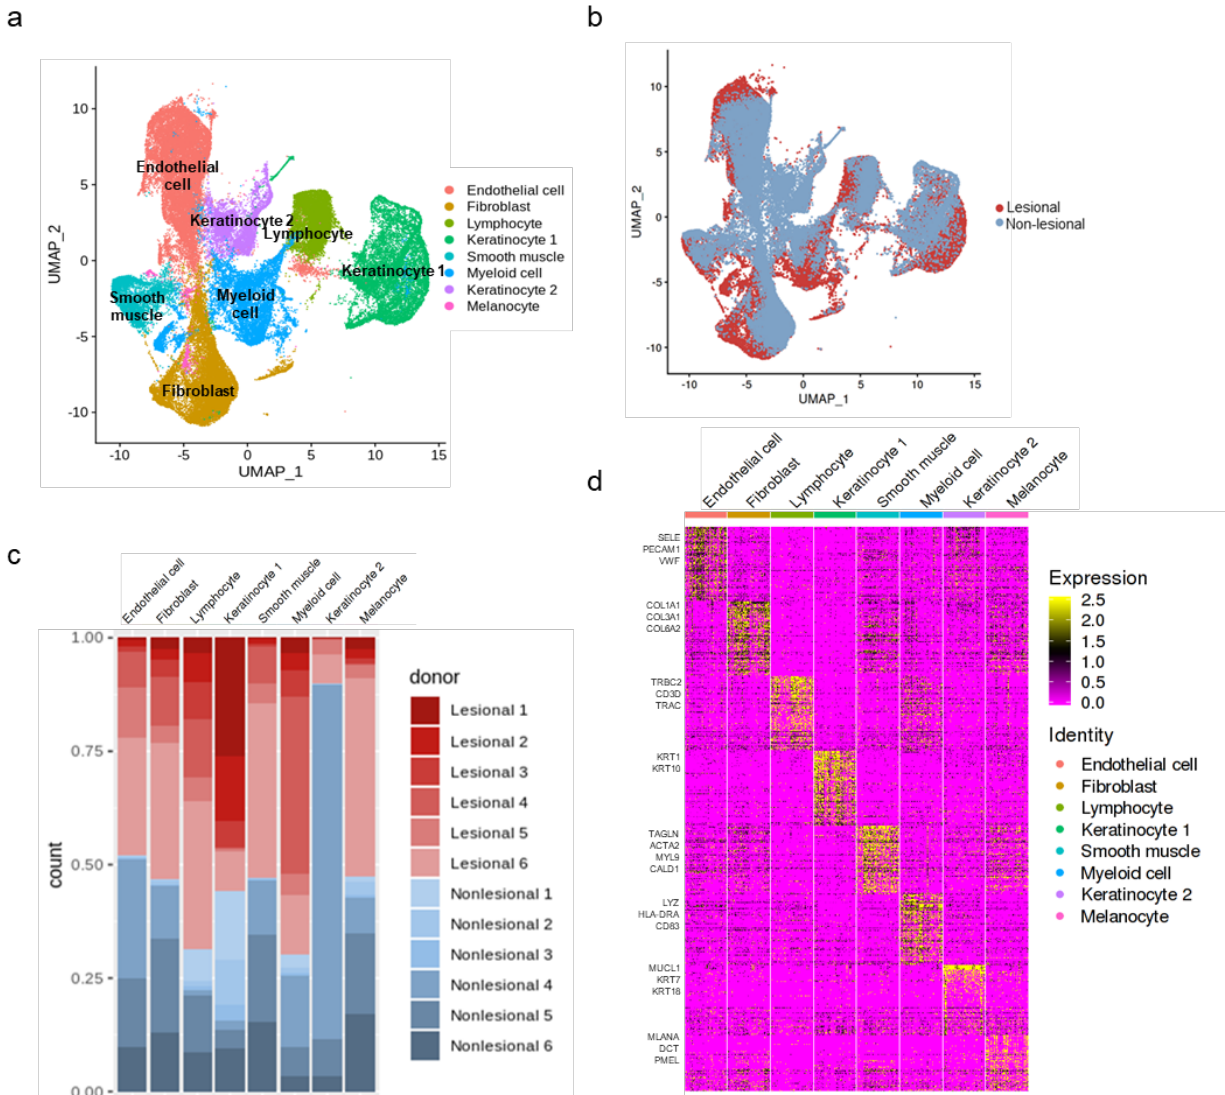 a
10
5
0
-5
-10
-10
-5
0
5
10
15
UMAP_1
UMAP_2
Endothelial
cell
Keratinocyte 2
Lymphocyte
Keratinocyte 1
Smooth
muscle
Myeloid
cell
Fibroblast
Endothelial cell
Fibroblast
Lymphocyte
Keratinocyte 1
Smooth muscle
Myeloid cell
Keratinocyte 2
Melanocyte
b
10
5
0
-5
-10
-10
-5
0
5
10
15
UMAP_1
UMAP_2
Lesional
Non-lesional
c
Endothelial cell
Fibroblast
Lymphocyte
Keratinocyte 1
Smooth muscle
Myeloid cell
Keratinocyte 2
Melanocyte
1.00
0.75
0.50
0.25
0.00
count
donor
Lesional 1
Lesional 2
Lesional 3
Lesional 4
Lesional 5
Lesional 6
Nonlesional 1
Nonlesional 2
Nonlesional 3
Nonlesional 4
Nonlesional 5
Nonlesional 6
d
Endothelial cell
Fibroblast
Lymphocyte
Keratinocyte 1
Smooth muscle
Myeloid cell
Keratinocyte 2
Melanocyte
SELE
PECAM1
VWF
COL1A1
COL3A1
COL6A2
TRBC2
CD3D
TRAC
KRT1
KRT10
TAGLN
ACTA2
MYL9
CALD1
LYZ
HLA-DRA
CD83
MUCL1
KRT7
KRT18
MLANA
DCT
PMEL
Expression
2.5
2.0
1.5
1.0
0.5
0.0
Identity
Endothelial cell
Fibroblast
Lymphocyte
Keratinocyte 1
Smooth muscle
Myeloid cell
Keratinocyte 2
Melanocyte